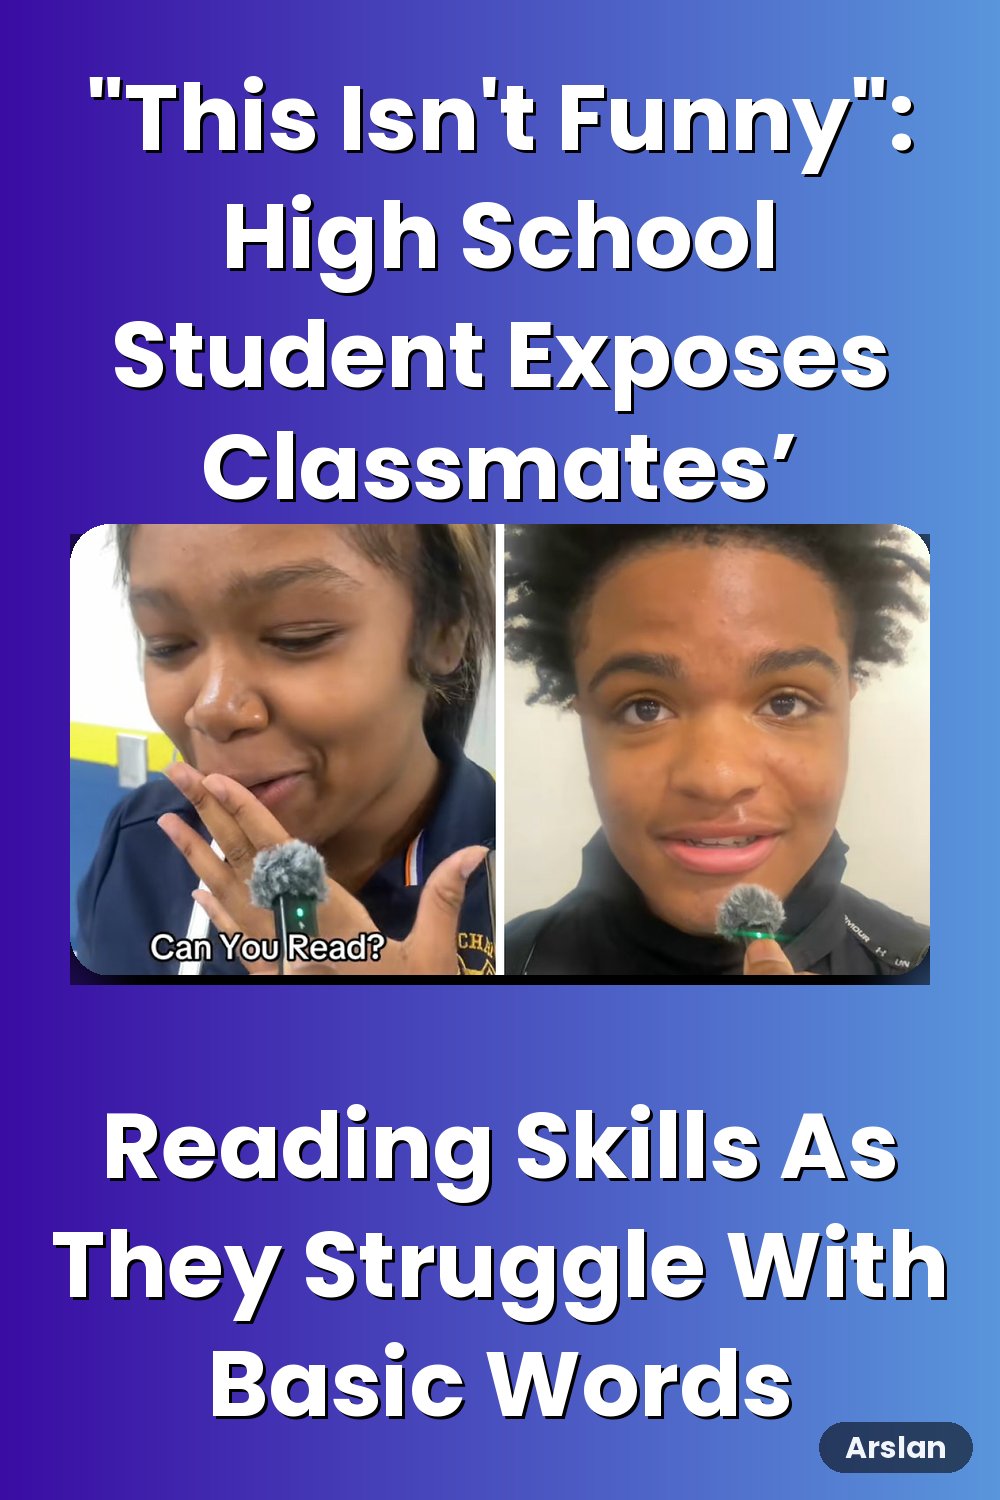 "This Isn't Funny":
High School
Student Exposes
Classmates’
Can You Read?
Reading Skills As
They Struggle With
Basic Words
Arslan